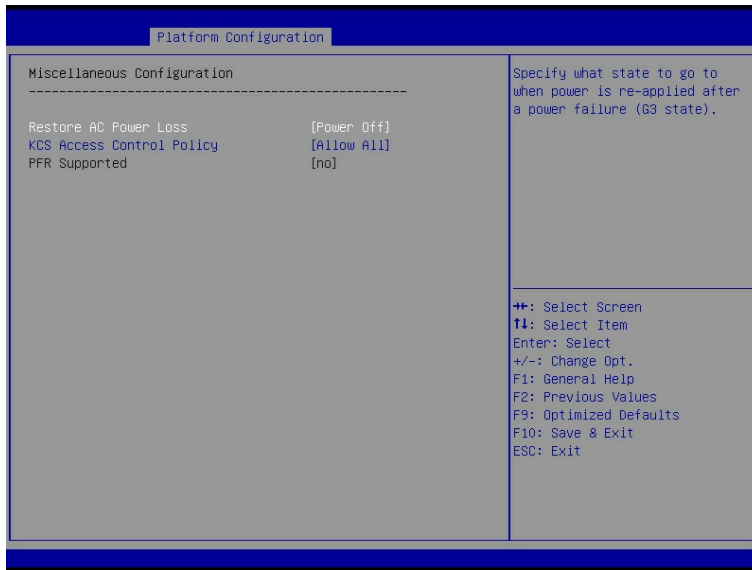 Platform Configuration
Miscellaneous Configuration
--------------------------------------------------
Restore AC Power Loss [Power Off]
KCS Access Control Policy [Allow All]
PFR Supported [no]
Specify what state to go to
when power is re-applied after
a power failure (G3 state).
→←: Select Screen
↑↓: Select Item
Enter: Select
+/-: Change Opt.
F1: General Help
F2: Previous Values
F9: Optimized Defaults
F10: Save & Exit
ESC: Exit